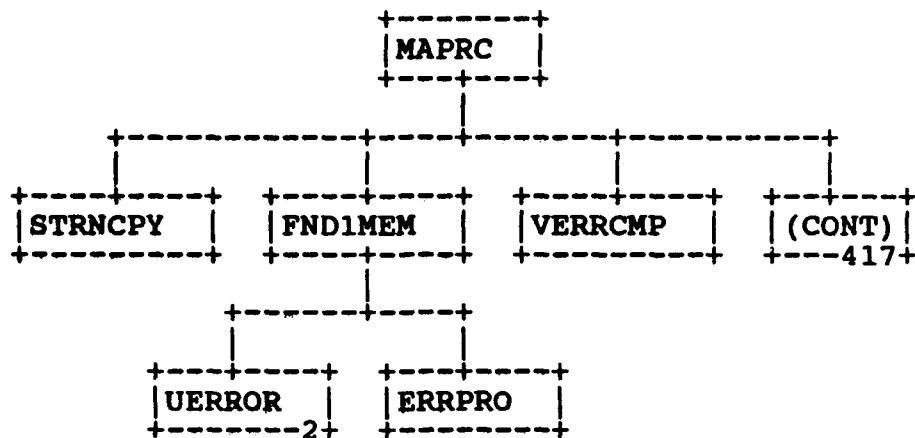 MAPRC
STRNCPY FND1MEM VERRCMP (CONT)
417
UERROR ERRPRO
2